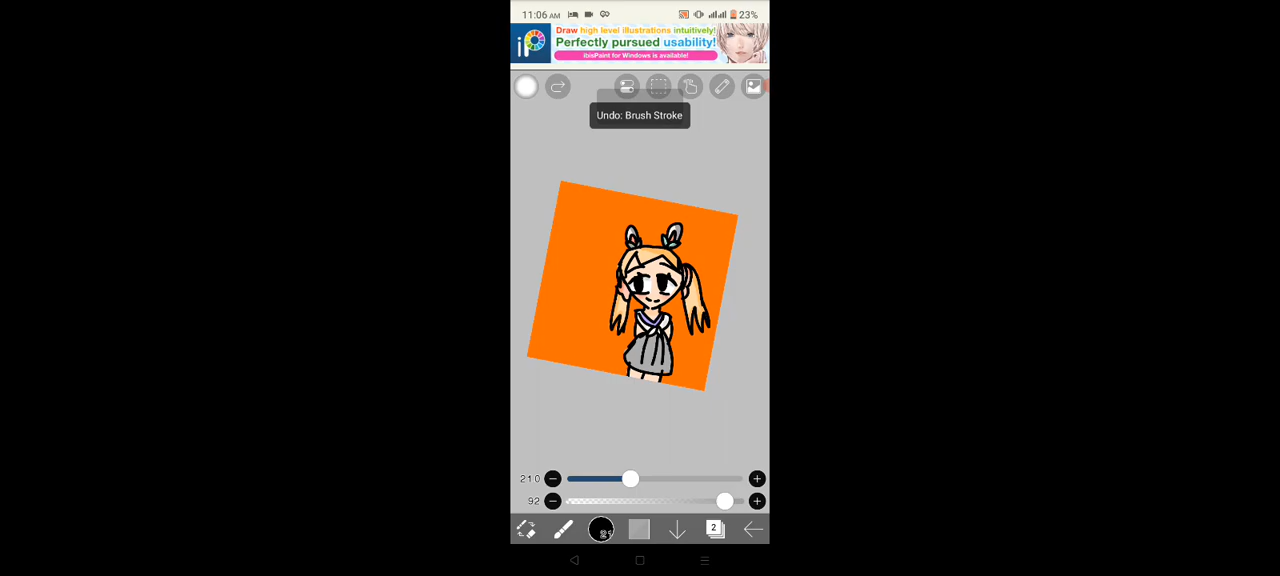 11:06 AM
23%
Draw high level illustrations intuitively!
iP
Perfectly pursued usability!
ibisPaint for Windows is available!
Undo: Brush Stroke
210
92
2